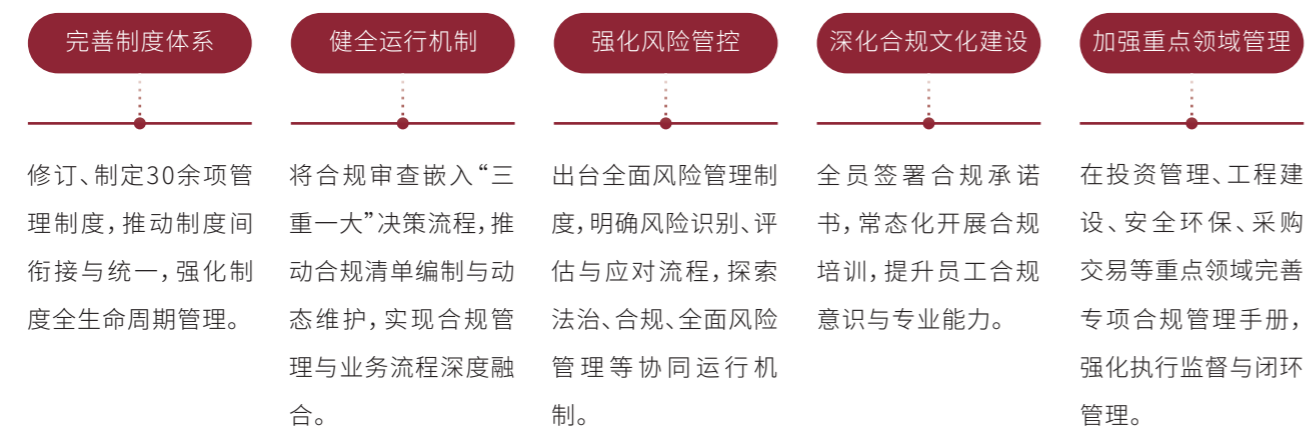 完善制度体系
修订、制定30余项管
理制度，推动制度间
衔接与统一，强化制
度全生命周期管理。
健全运行机制
将合规审查嵌入“三
重一大”决策流程，推
动合规清单编制与动
态维护，实现合规管
理与业务流程深度融
合。
强化风险管控
出台全面风险管理制
度，明确风险识别、评
估与应对流程，探索
法治、合规、全面风险
管理等协同运行机
制。
深化合规文化建设
全员签署合规承诺
书，常态化开展合规
培训，提升员工合规
意识与专业能力。
加强重点领域管理
在投资管理、工程建
设、安全环保、采购
交易等重点领域完善
专项合规管理手册，
强化执行监督与闭环
管理。